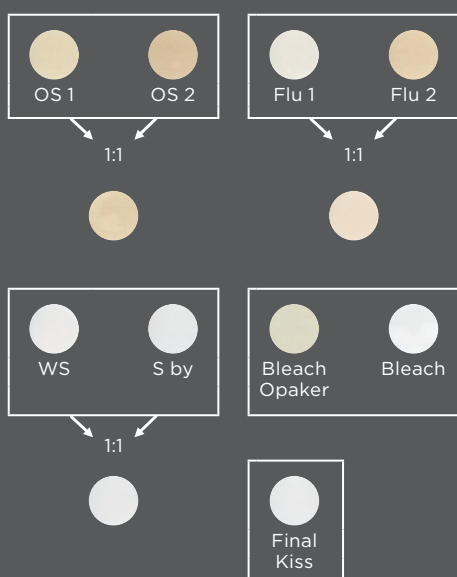 OS 1
OS 2
Flu 1
Flu 2
1:1
1:1
WS
S by
Bleach
Opaker
Bleach
1:1
Final
Kiss